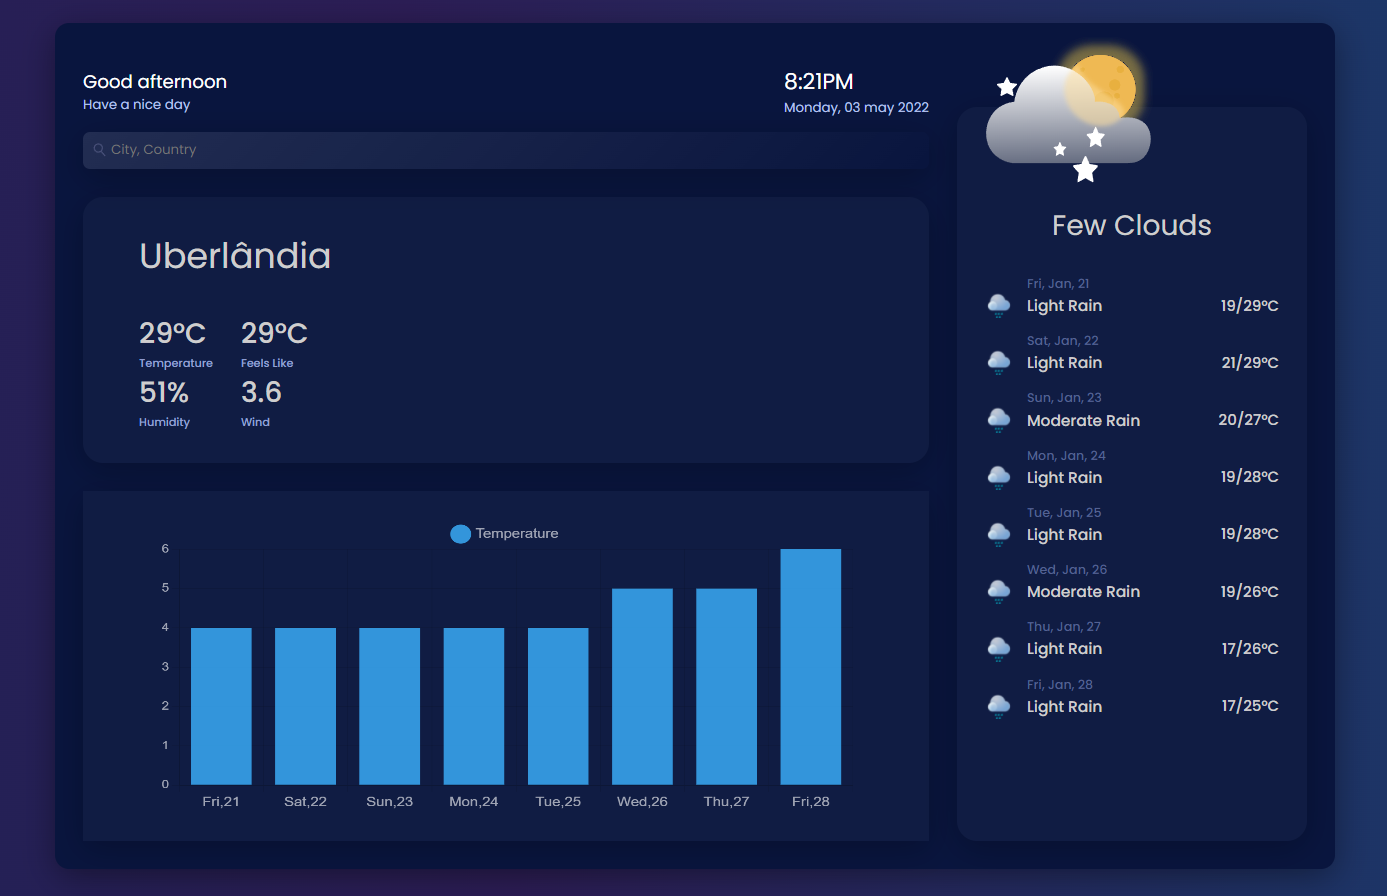 Good afternoon
Have a nice day
8:21PM
Monday, 03 may 2022
City, Country
Uberlândia
29°C 29°C
Temperature Feels Like
51% 3.6
Humidity Wind
Temperature
6
5
4
3
2
1
0
Fri,21 Sat,22 Sun,23 Mon,24 Tue,25 Wed,26 Thu,27 Fri,28
Few Clouds
Fri, Jan, 21
Light Rain 19/29°C
Sat, Jan, 22
Light Rain 21/29°C
Sun, Jan, 23
Moderate Rain 20/27°C
Mon, Jan, 24
Light Rain 19/28°C
Tue, Jan, 25
Light Rain 19/28°C
Wed, Jan, 26
Moderate Rain 19/26°C
Thu, Jan, 27
Light Rain 17/26°C
Fri, Jan, 28
Light Rain 17/25°C